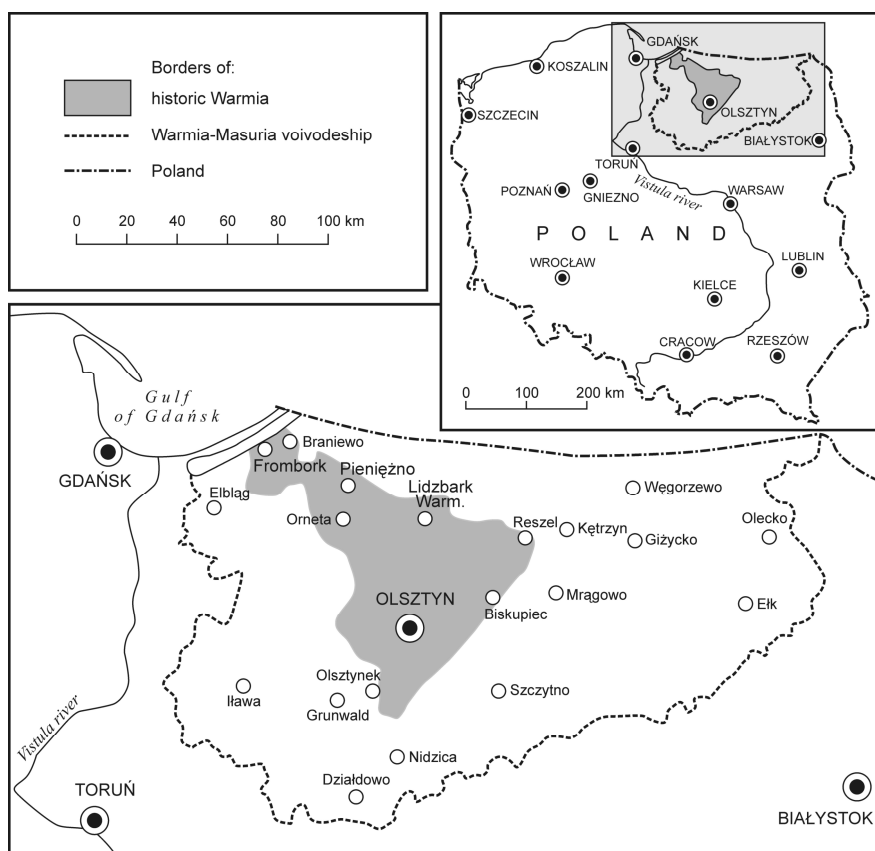 Borders of:
historic Warmia
Warmia-Masuria voivodeship
Poland
0 20 40 60 80 100 km
GDAŃSK
KOSZALIN
OLSZTYN
SZCZECIN
BIAŁYSTOK
TORUŃ
POZNAŃ
GNIEZNO
Vistula river
WARSAW
POLAND
WROCŁAW
LUBLIN
KIELCE
CRACOW
RZESZÓW
0 100 200 km
Gulf
of Gdańsk
GDAŃSK
Braniewo
Frombork
Pieniężno
Elbląg
Lidzbark
Warm.
Węgorzewo
Orneta
Reszel
Kętrzyn
Giżycko
Olecko
OLSZTYN
Biskupiec
Mrągowo
Ełk
Olsztynek
Szczytno
Iława
Grunwald
Vistula river
Nidzica
Działdowo
TORUŃ
BIAŁYSTOK